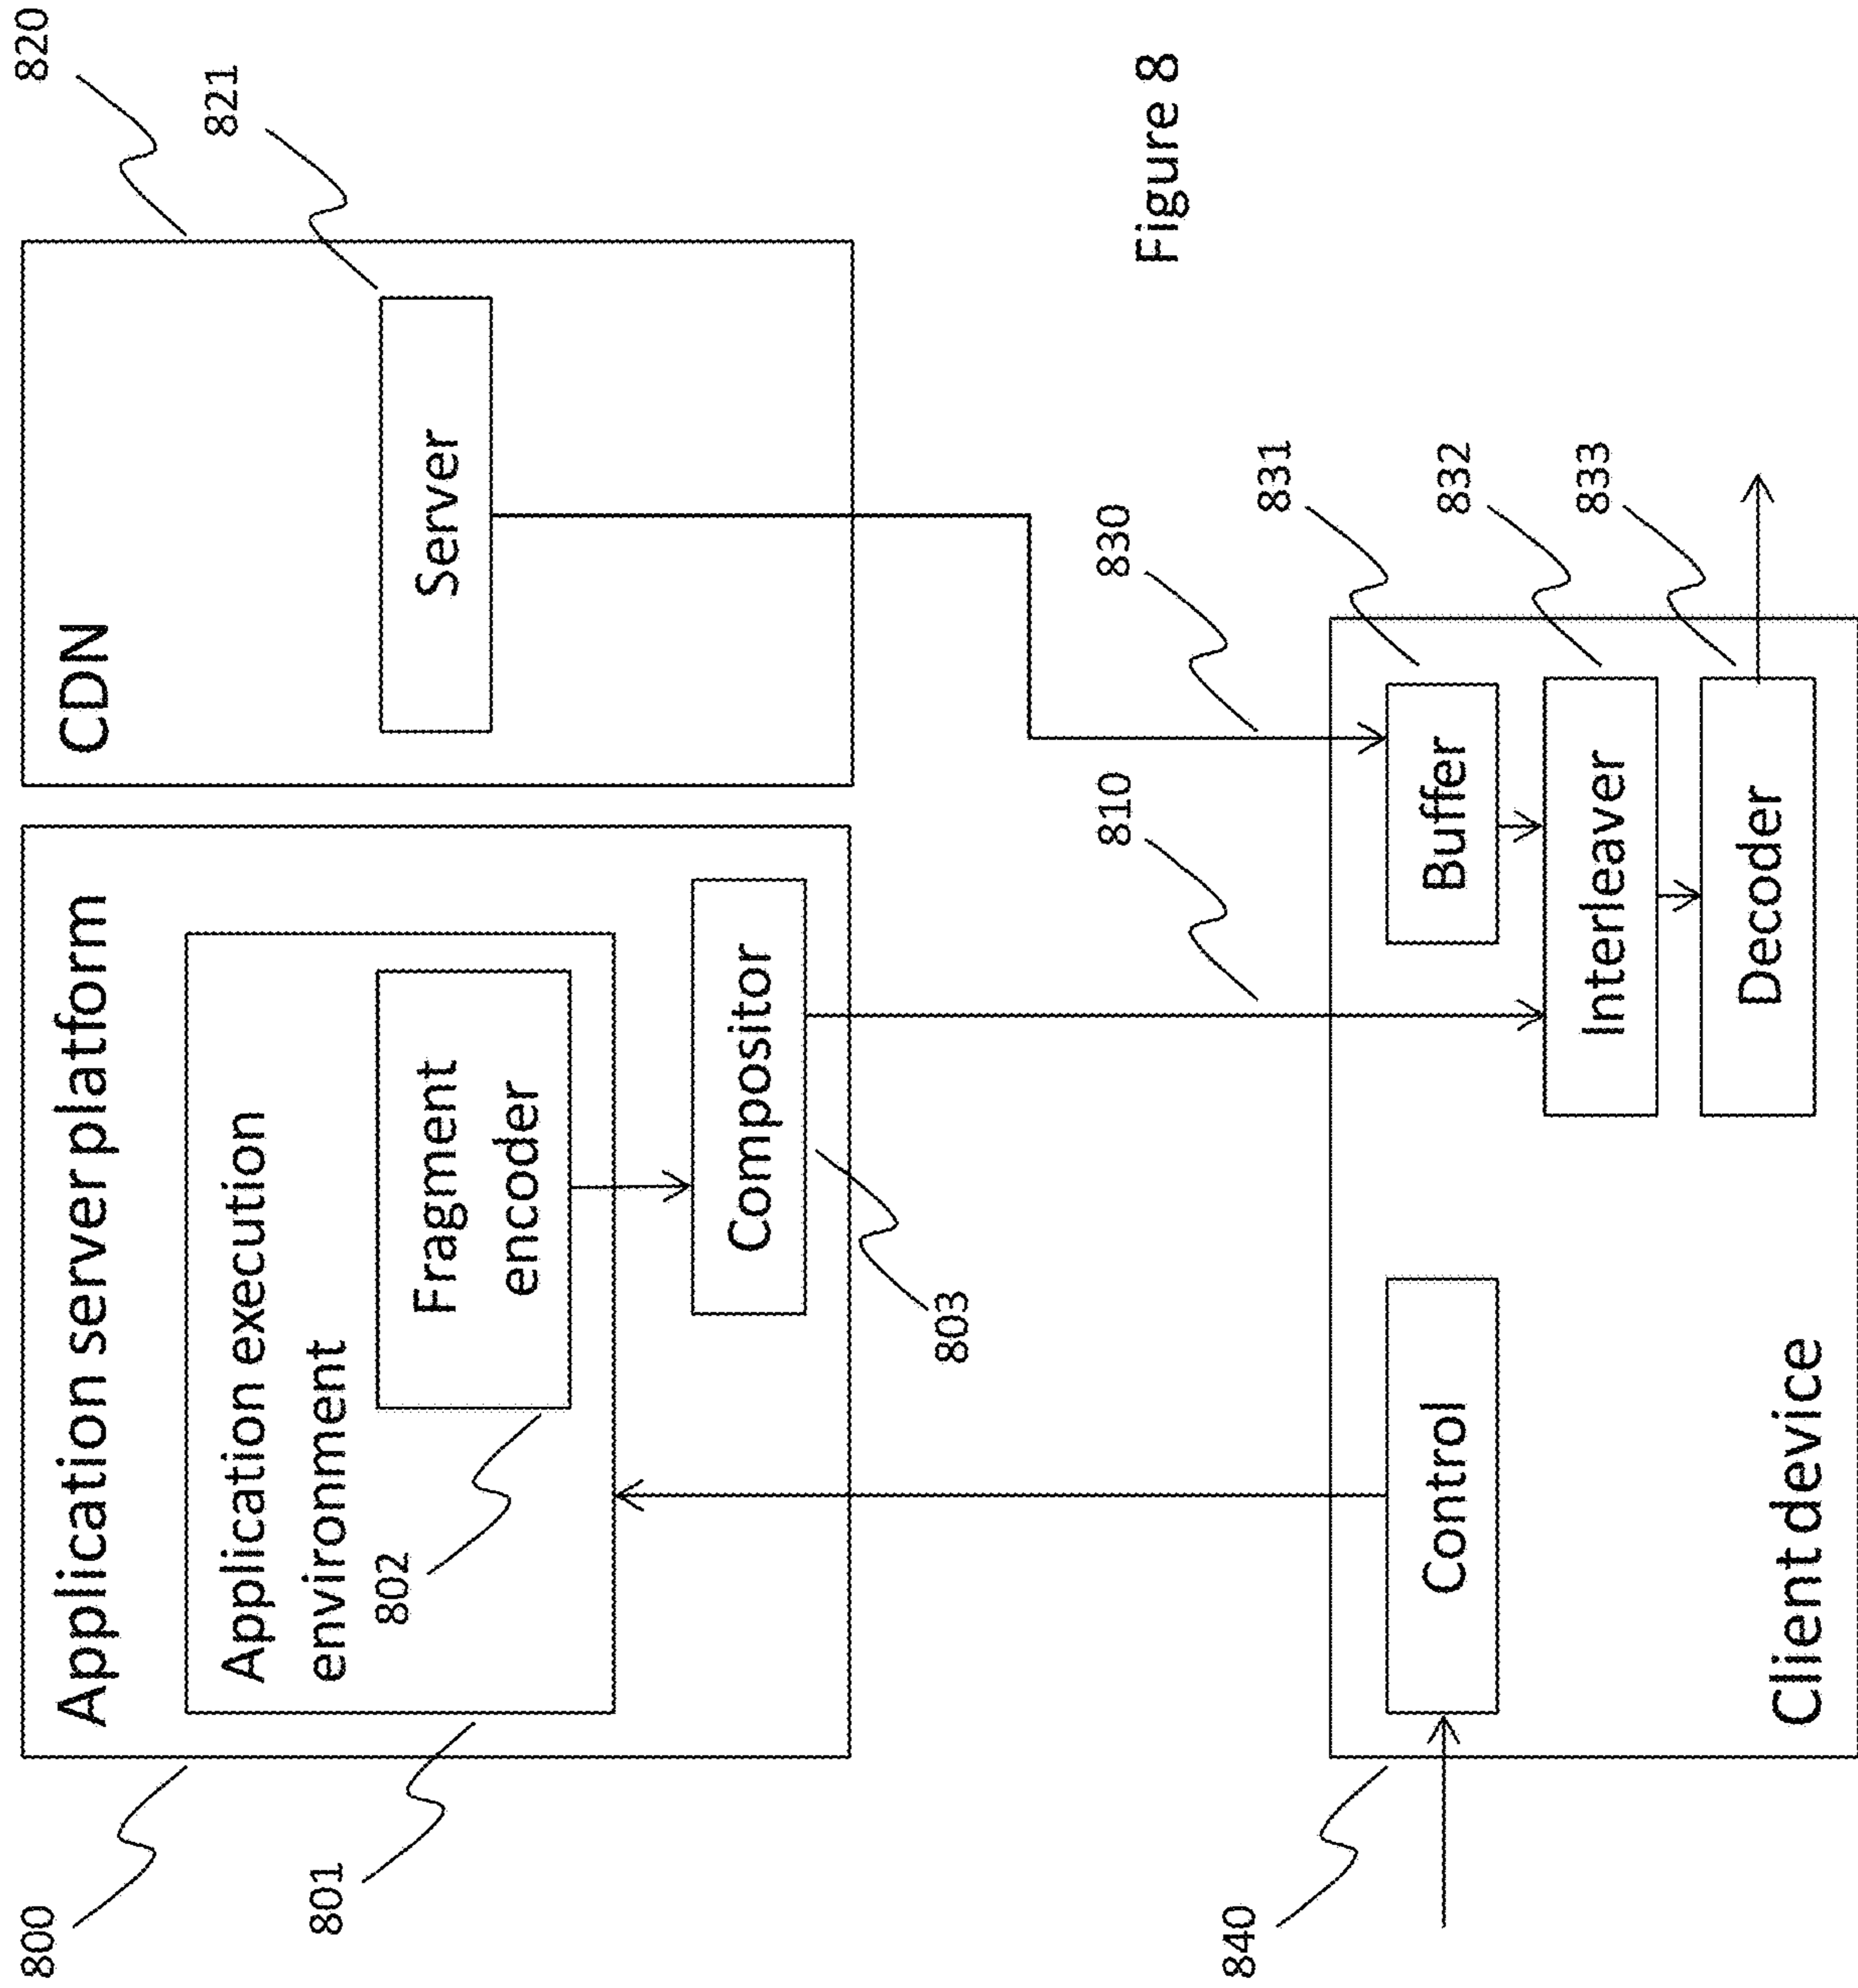 800
Application server platform
801
Application execution
environment
802
Fragment
encoder
Compositor
803
CDN
820
Server
821
810
830
840
Control
Client device
Buffer
831
Interleaver
832
Decoder
833
Figure 8